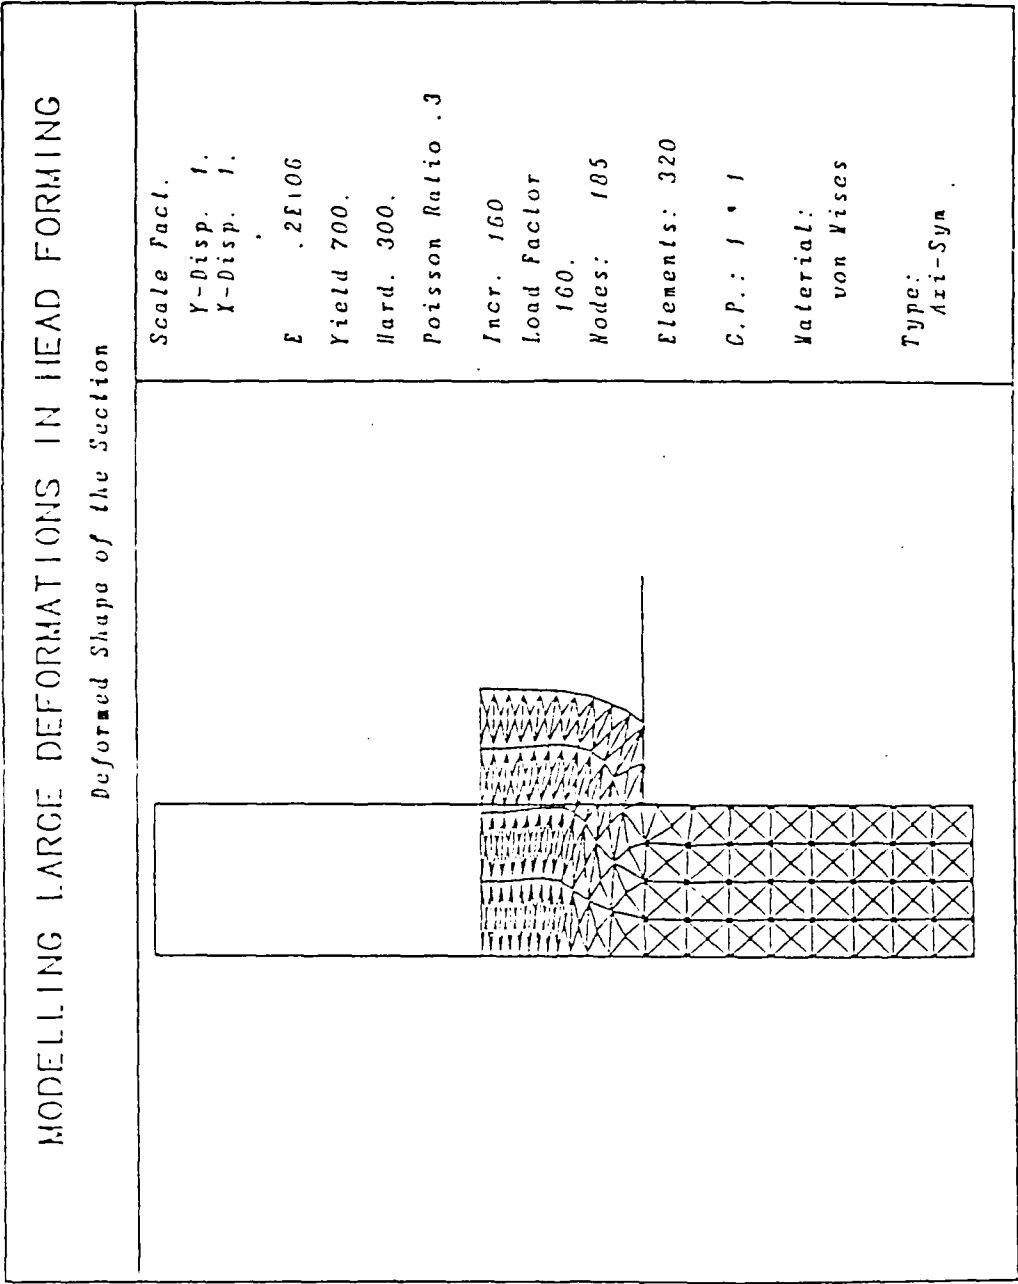 MODELLING LARGE DEFORMATIONS IN HEAD FORMING
Deformed Shape of the Section
Scale Fact.
Y-Disp. 1.
X-Disp. 1.
E .2E+06
Yield 700.
Hard. 300.
Poisson Ratio .3
Incr. 160
Load Factor
160.
Nodes: 185
Elements: 320
G.P.: 1 * 1
Material:
von Mises
Type:
Axi-Sym.